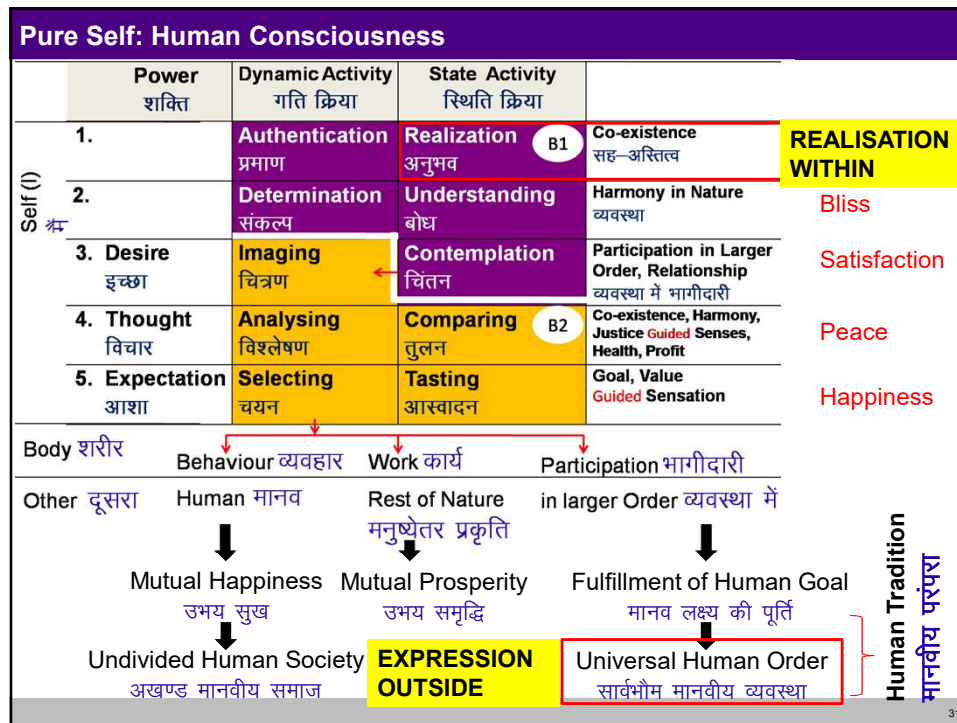 Pure Self: Human Consciousness
Power
शक्ति
Dynamic Activity
गति क्रिया
State Activity
स्थिति क्रिया
Self (I)
मैं
1.
Authentication
प्रमाण
Realization
अनुभव
B1
Co-existence
सह–अस्तित्व
REALISATION
WITHIN
2.
Determination
संकल्प
Understanding
बोध
Harmony in Nature
व्यवस्था
Bliss
3. Desire
इच्छा
Imaging
चित्रण
Contemplation
चिंतन
Participation in Larger
Order, Relationship
व्यवस्था में भागीदारी
Satisfaction
4. Thought
विचार
Analysing
विश्लेषण
Comparing
तुलन
B2
Co-existence, Harmony,
Justice Guided Senses,
Health, Profit
Peace
5. Expectation
आशा
Selecting
चयन
Tasting
आस्वादन
Goal, Value
Guided Sensation
Happiness
Body शरीर
Behaviour व्यवहार
Work कार्य
Participation भागीदारी
Other दूसरा
Human मानव
Rest of Nature
मनुष्येतर प्रकृति
in larger Order व्यवस्था में
Mutual Happiness
उभय सुख
Mutual Prosperity
उभय समृद्धि
Fulfillment of Human Goal
मानव लक्ष्य की पूर्ति
Undivided Human Society
अखण्ड मानवीय समाज
EXPRESSION
OUTSIDE
Universal Human Order
सार्वभौम मानवीय व्यवस्था
Human Tradition
मानवीय परंपरा